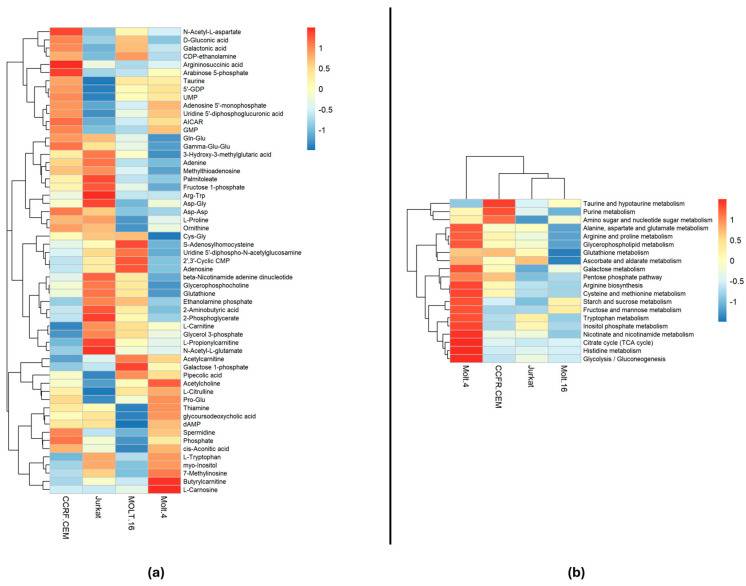 N-Acetyl-L-aspartate
D-Gluconic acid
Galactonic acid
CDP-ethanolamine
Argininosuccinic acid
Arabinose 5-phosphate
Taurine
5'-GDP
UMP
Adenosine 5'-monophosphate
Uridine 5'-diphosphoglucuronic acid
AICAR
GMP
Gln-Glu
Gamma-Glu-Glu
3-Hydroxy-3-methylglutaric acid
Adenine
Methylthioadenosine
Palmitoleate
Fructose 1-phosphate
Arg-Trp
Asp-Gly
Asp-Asp
L-Proline
Ornithine
Cys-Gly
S-Adenosylhomocysteine
Uridine 5'-diphospho-N-acetylglucosamine
2',3'-Cyclic CMP
Adenosine
beta-Nicotinamide adenine dinucleotide
Glycerophosphocholine
Glutathione
Ethanolamine phosphate
2-Aminobutyric acid
2-Phosphoglycerate
L-Carnitine
Glycerol 3-phosphate
L-Propionylcarnitine
N-Acetyl-L-glutamate
Acetylcarnitine
Galactose 1-phosphate
Pipecolic acid
Acetylcholine
L-Citrulline
Pro-Glu
Thiamine
glycoursodeoxycholic acid
dAMP
Spermidine
Phosphate
cis-Aconitic acid
L-Tryptophan
myo-Inositol
7-Methylinosine
Butyrylcarnitine
L-Carnosine
CCRF.CEM
Jurkat
MOLT.16
Molt.4
1
0.5
0
-0.5
-1
(a)
Taurine and hypotaurine metabolism
Purine metabolism
Amino sugar and nucleotide sugar metabolism
Alanine, aspartate and glutamate metabolism
Arginine and proline metabolism
Glycerophospholipid metabolism
Glutathione metabolism
Ascorbate and aldarate metabolism
Galactose metabolism
Pentose phosphate pathway
Arginine biosynthesis
Cysteine and methionine metabolism
Starch and sucrose metabolism
Fructose and mannose metabolism
Tryptophan metabolism
Inositol phosphate metabolism
Nicotinate and nicotinamide metabolism
Citrate cycle (TCA cycle)
Histidine metabolism
Glycolysis / Gluconeogenesis
Molt.4
CCFR.CEM
Jurkat
Molt.16
1
0.5
0
-0.5
-1
(b)